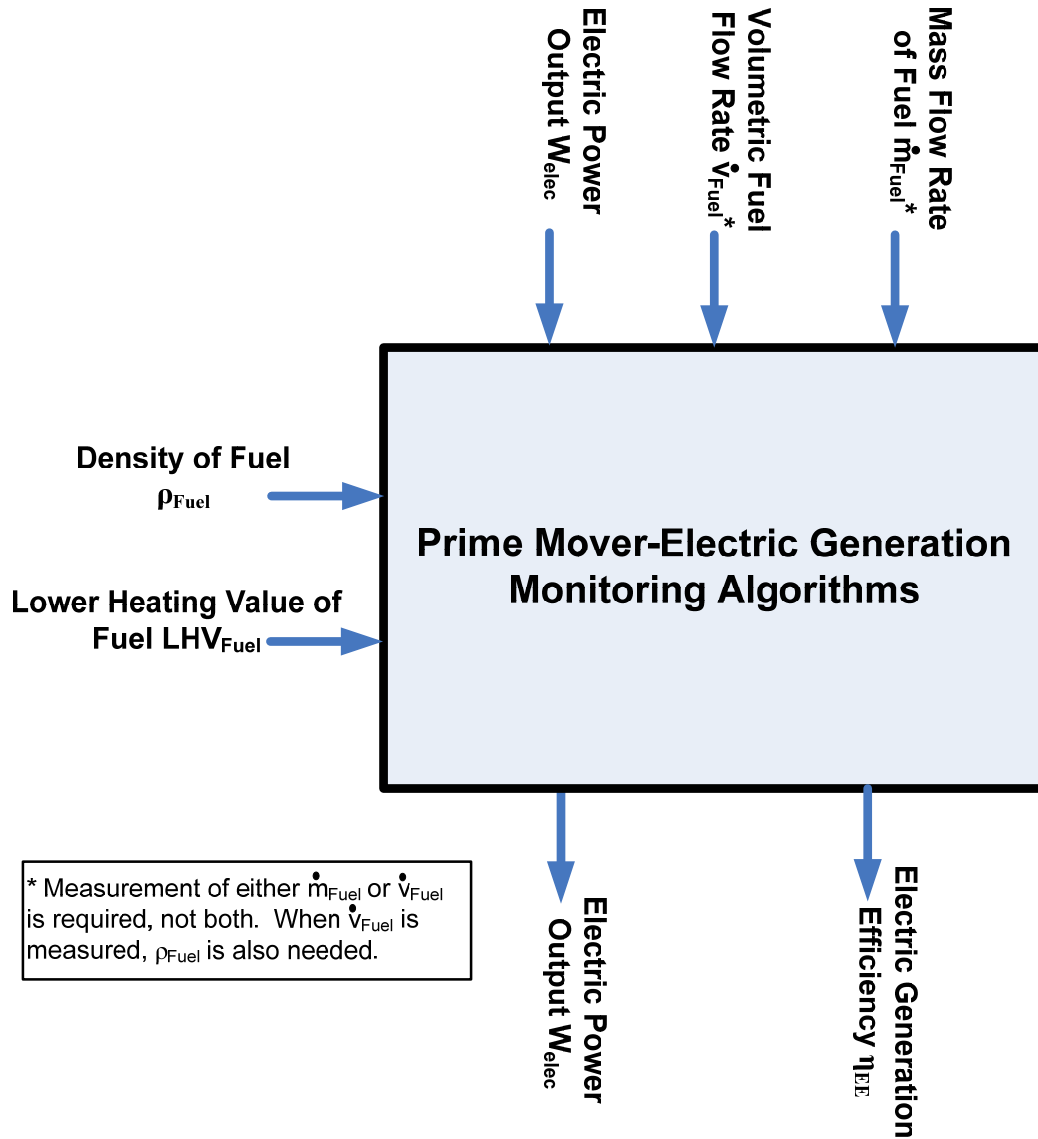 Electric Power
Output Welec
Volumetric Fuel
Flow Rate v̇Fuel*
Mass Flow Rate
of Fuel ṁFuel*
Density of Fuel
ρFuel
Lower Heating Value of
Fuel LHVFuel
Prime Mover-Electric Generation
Monitoring Algorithms
* Measurement of either ṁFuel or v̇Fuel
is required, not both. When v̇Fuel is
measured, ρFuel is also needed.
Electric Power
Output Welec
Electric Generation
Efficiency ηEE